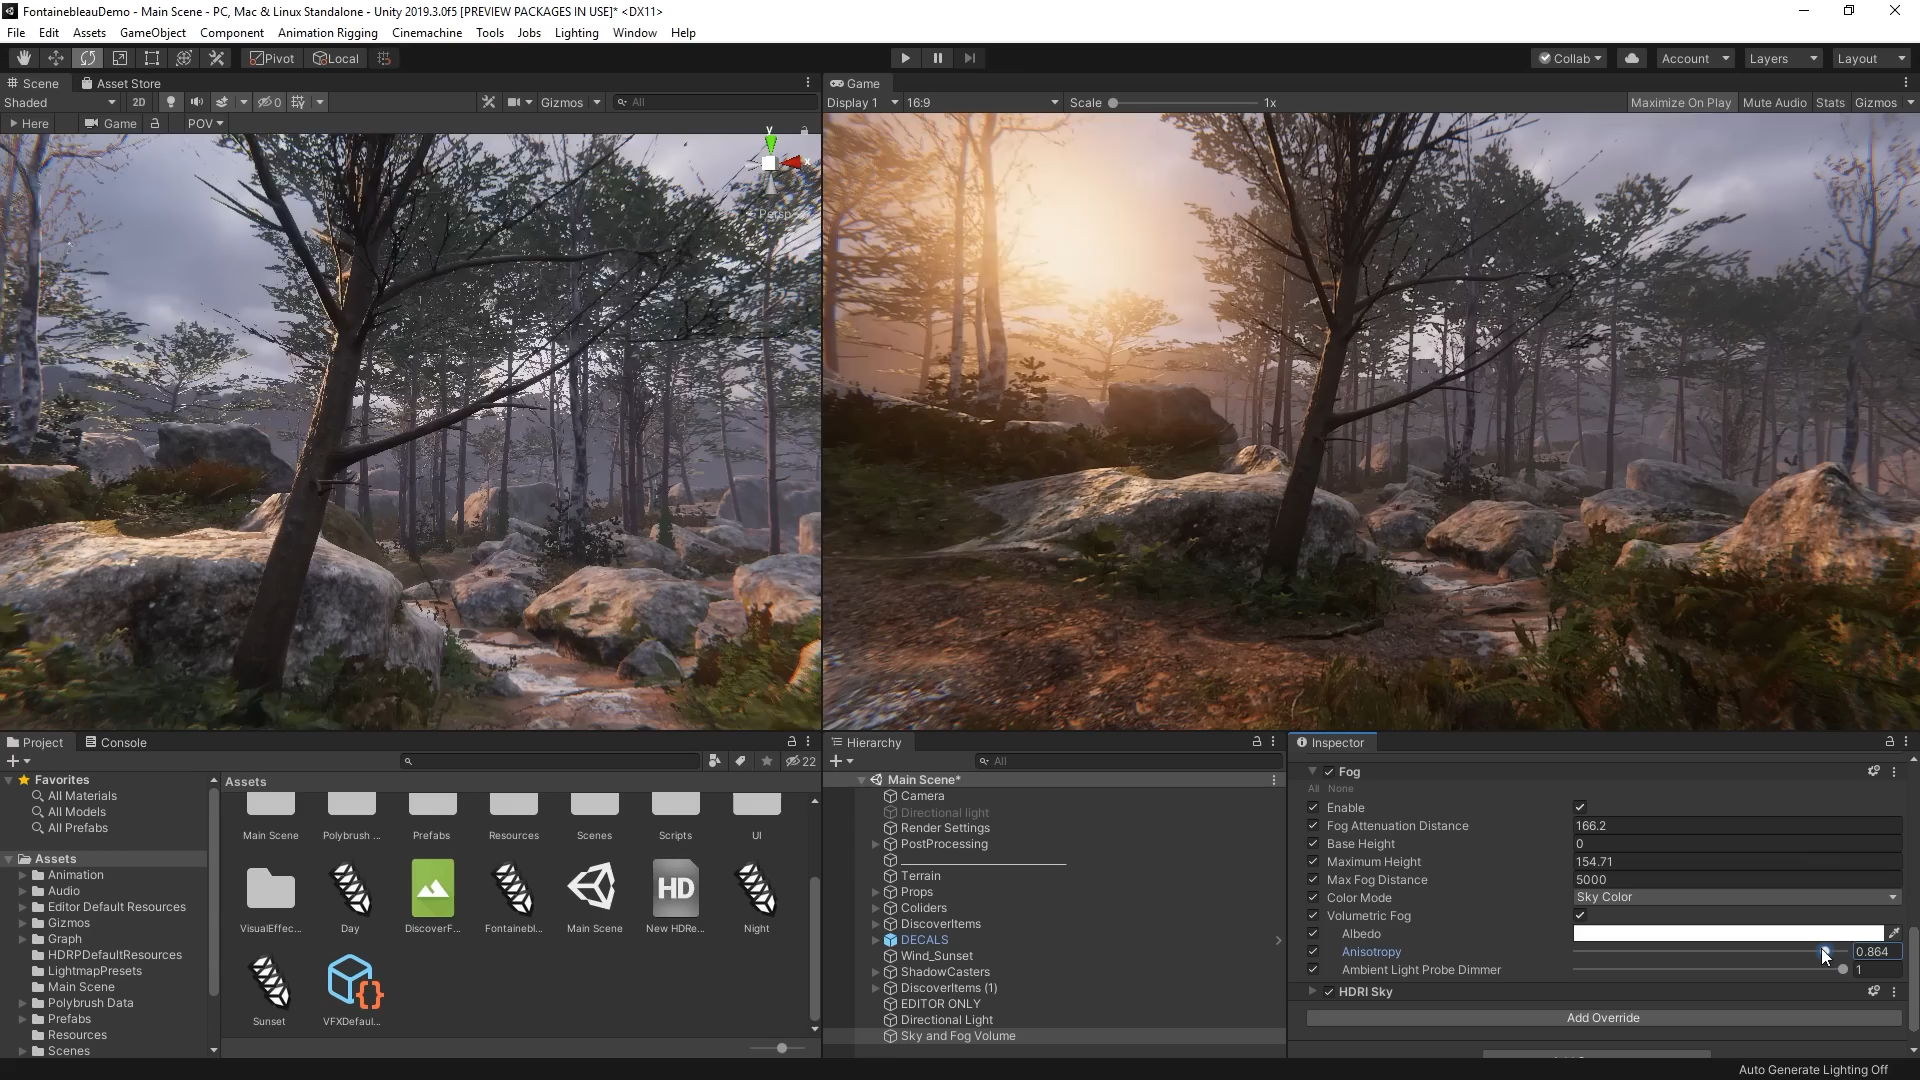 FontainebleauDemo - Main Scene - PC, Mac & Linux Standalone - Unity 2019.3.0f5 [PREVIEW PACKAGES IN USE]* <DX11>
File Edit Assets GameObject Component Animation Rigging Cinemachine Tools Jobs Lighting Window Help
Pivot Local Collab Account Layers Layout
Scene Asset Store
Shaded 2D 0 Gizmos All
Here Game POV
y
x
Persp
Game
Display 1 16:9 Scale 1x Maximize On Play Mute Audio Stats Gizmos
Project Console
22
Favorites
All Materials
All Models
All Prefabs
Assets
Animation
Audio
Editor Default Resources
Gizmos
Graph
HDRPDefaultResources
LightmapPresets
Main Scene
Polybrush Data
Prefabs
Resources
Scenes
Assets
Main Scene Polybrush ... Prefabs Resources Scenes Scripts UI
HD
VisualEffec... Day DiscoverF... Fontainebl... Main Scene New HDRe... Night
Sunset VFXDefaul...
Hierarchy
All
Main Scene*
Camera
Directional light
Render Settings
PostProcessing
Terrain
Props
Coliders
DiscoverItems
DECALS
Wind_Sunset
ShadowCasters
DiscoverItems (1)
EDITOR ONLY
Directional Light
Sky and Fog Volume
Inspector
Fog
All None
Enable
Fog Attenuation Distance 166.2
Base Height 0
Maximum Height 154.71
Max Fog Distance 5000
Color Mode Sky Color
Volumetric Fog
Albedo
Anisotropy 0.864
Ambient Light Probe Dimmer 1
HDRI Sky
Add Override
Auto Generate Lighting Off